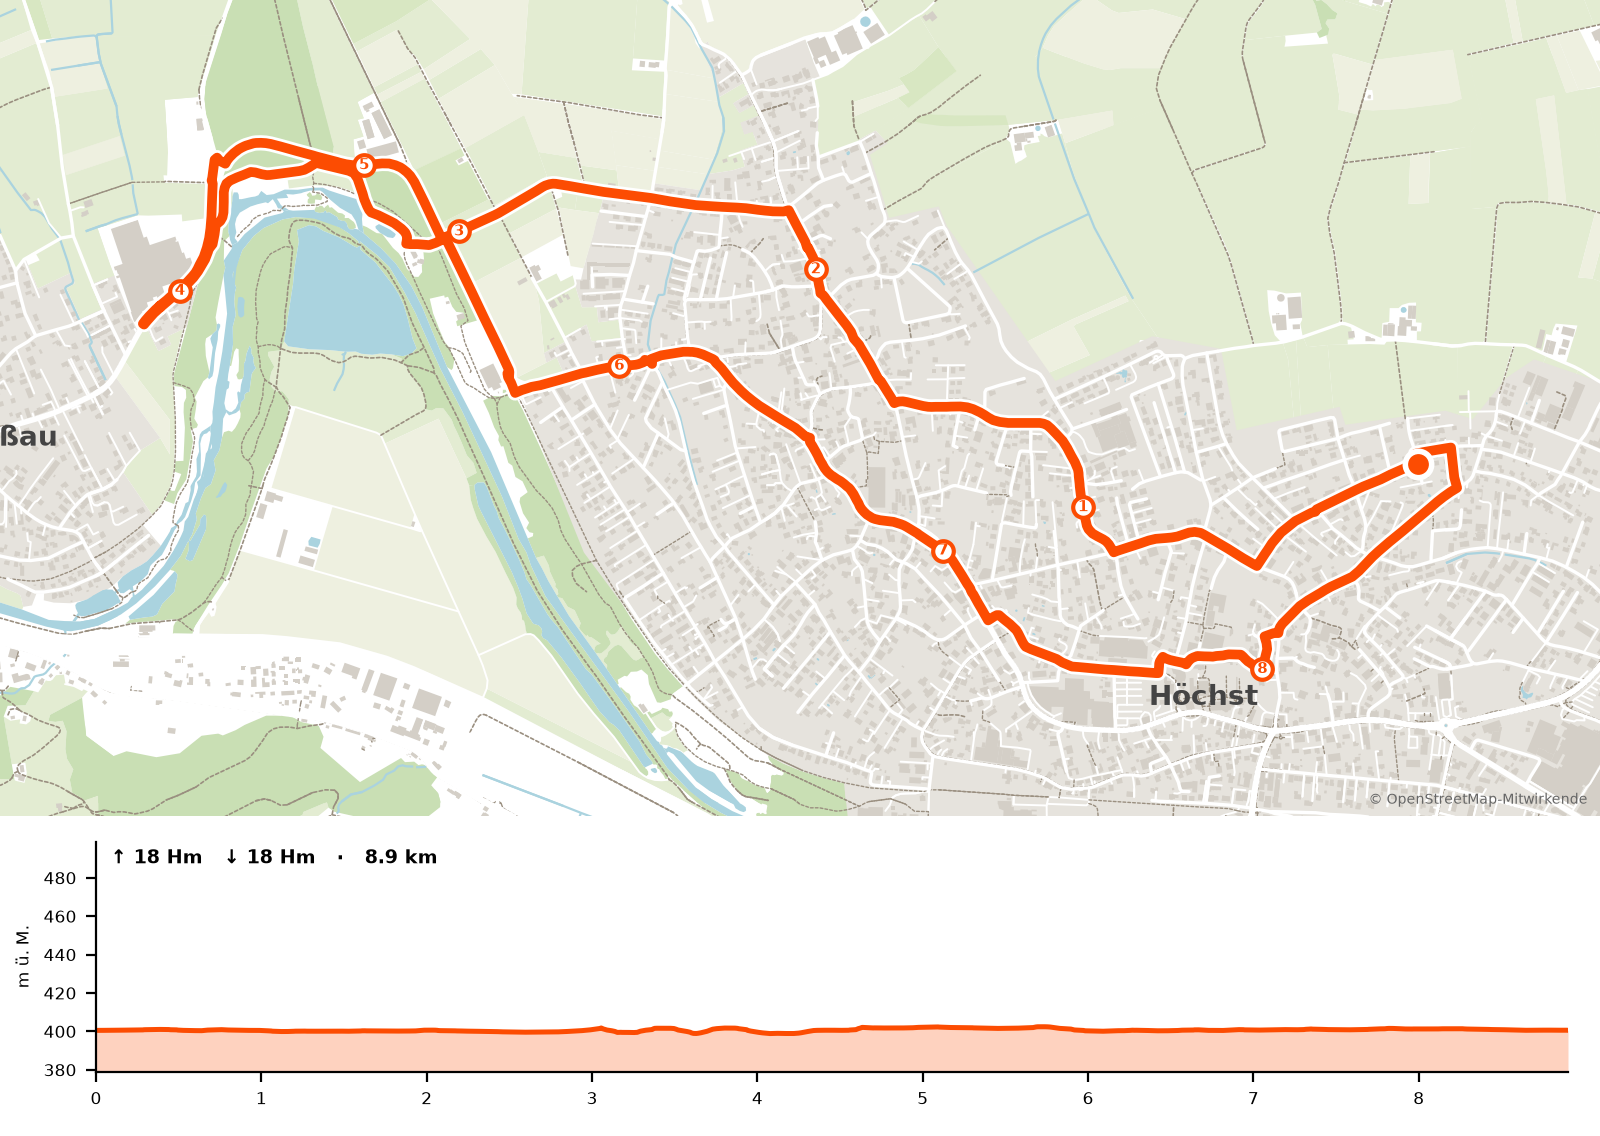 5
3
2
4
6
ßau
1
7
8
Höchst
© OpenStreetMap-Mitwirkende
↑ 18 Hm ↓ 18 Hm · 8.9 km
480
460
440
420
400
380
m ü. M.
0 1 2 3 4 5 6 7 8